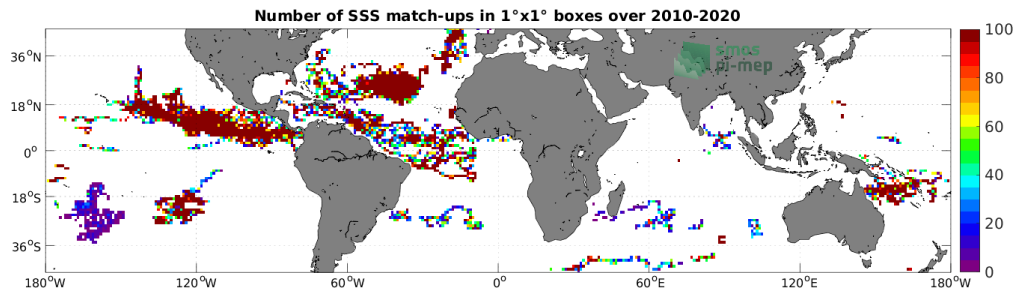 Number of SSS match-ups in 1°x1° boxes over 2010-2020
smos
pi-mep
36°N
18°N
0°
18°S
36°S
180°W 120°W 60°W 0° 60°E 120°E 180°W
100
80
60
40
20
0